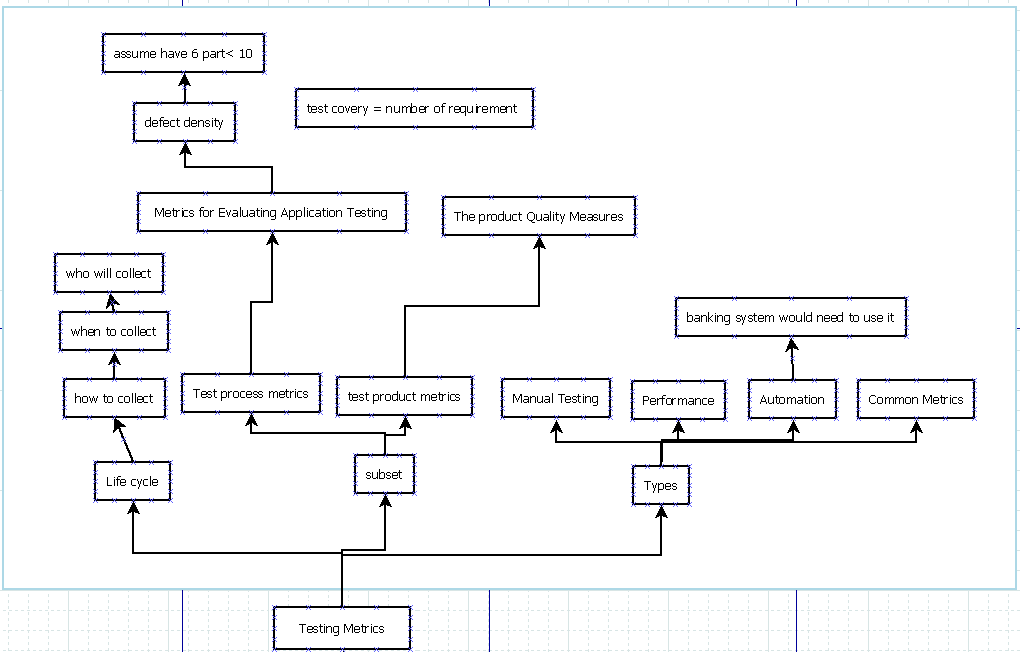 assume have 6 part< 10
defect density
test covery = number of requirement
Metrics for Evaluating Application Testing
The product Quality Measures
who will collect
when to collect
banking system would need to use it
how to collect
Test process metrics
test product metrics
Manual Testing
Performance
Automation
Common Metrics
Life cycle
subset
Types
Testing Metrics